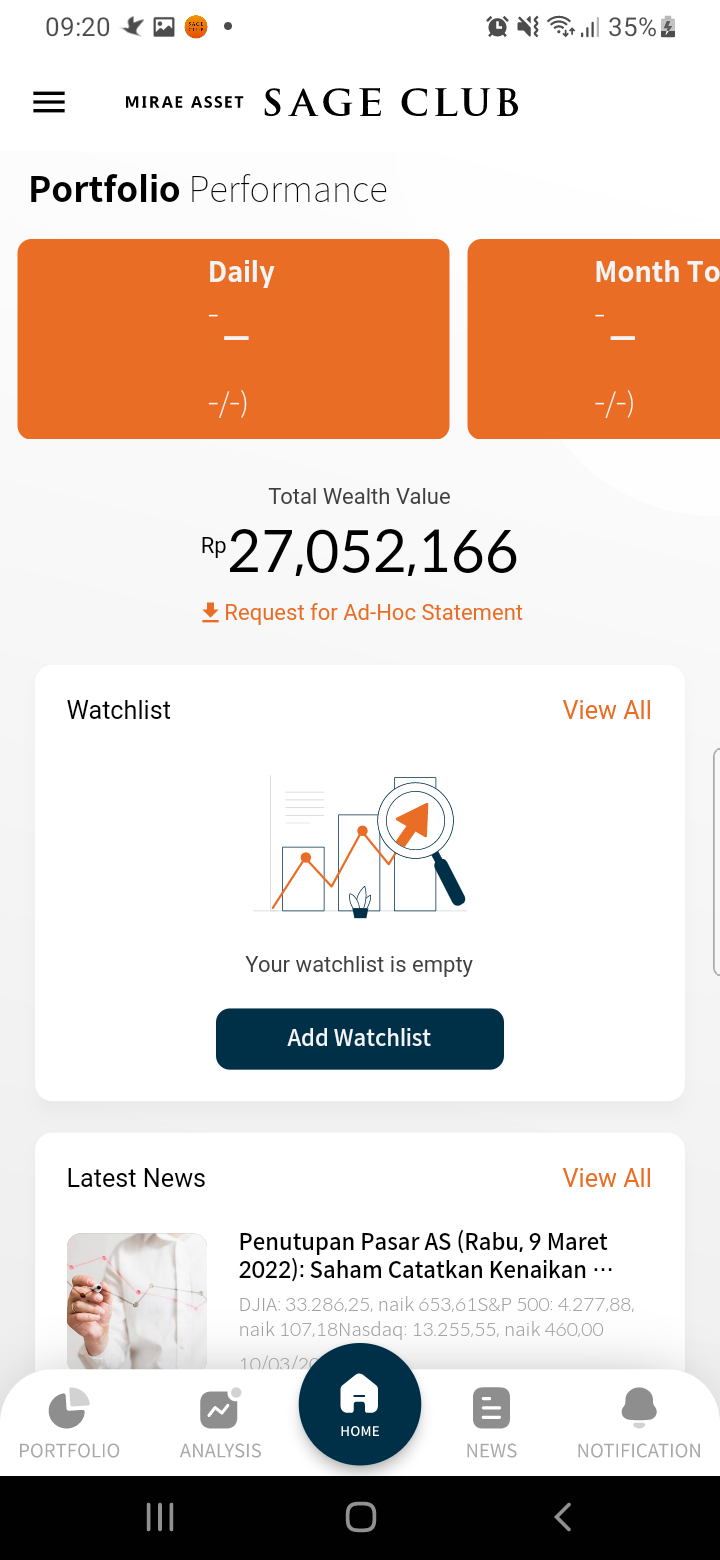 09:20
35%
MIRAE ASSET SAGE CLUB
Portfolio Performance
Daily
-
–
-/-)
Month To
-
–
-/-)
Total Wealth Value
Rp27,052,166
Request for Ad-Hoc Statement
Watchlist
View All
Your watchlist is empty
Add Watchlist
Latest News
View All
Penutupan Pasar AS (Rabu, 9 Maret
2022): Saham Catatkan Kenaikan ···
DJIA: 33.286,25, naik 653,61S&P 500: 4.277,88,
naik 107,18Nasdaq: 13.255,55, naik 460,00
10/03/20
PORTFOLIO
ANALYSIS
HOME
NEWS
NOTIFICATION